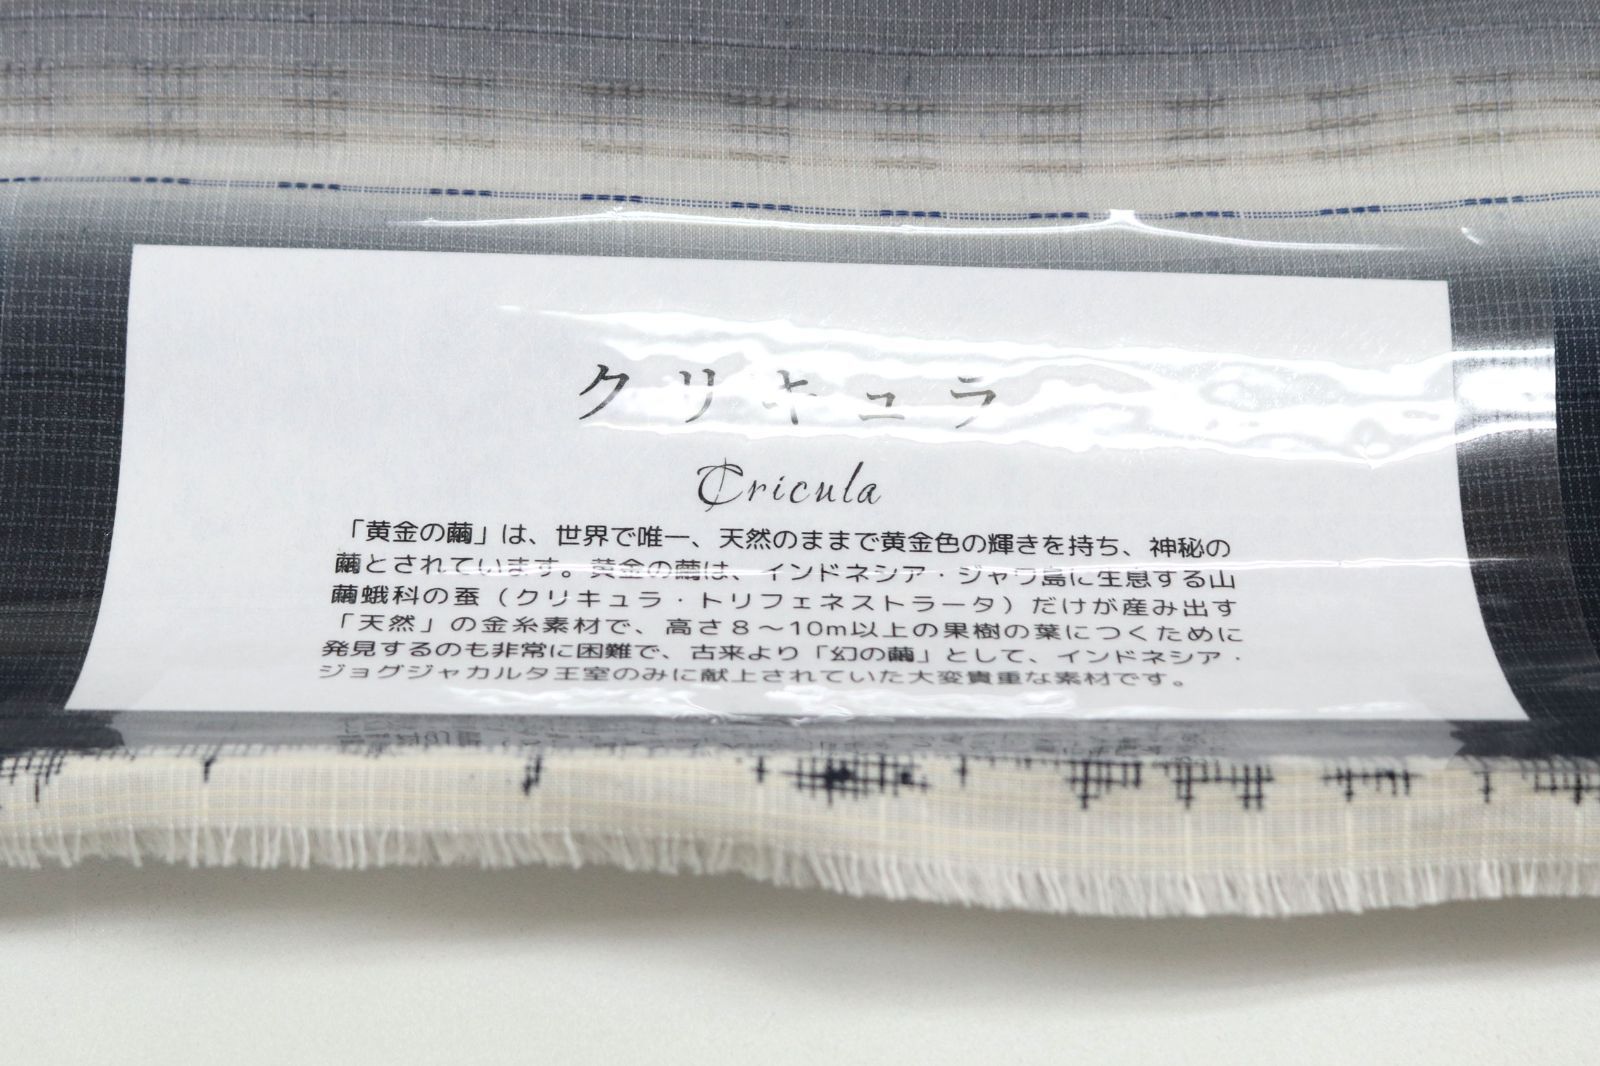 クリキュラ
Cricula
「黄金の繭」は、世界で唯一、天然のままで黄金色の輝きを持ち、神秘の
繭とされています。黄金の繭は、インドネシア・ジャワ島に生息する山
繭蛾科の蚕（クリキュラ・トリフェネストラータ）だけが産み出す
「天然」の金糸素材で、高さ８～10m以上の果樹の葉につくために
発見するのも非常に困難で、古来より「幻の繭」として、インドネシア・
ジョグジャカルタ王室のみに献上されていた大変貴重な素材です。